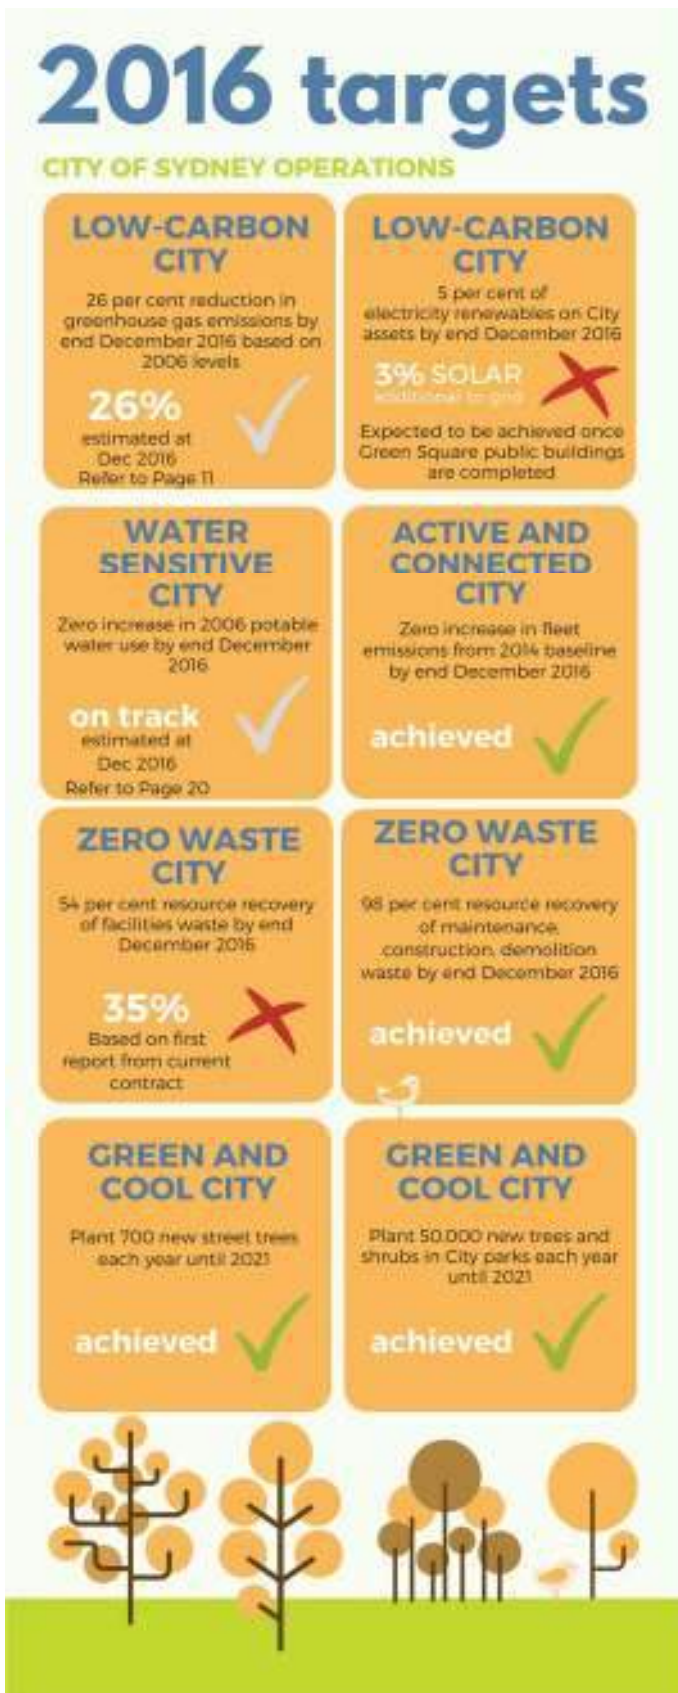 2016 targets
CITY OF SYDNEY OPERATIONS
LOW-CARBON
CITY
26 per cent reduction in
greenhouse gas emissions by
end December 2016 based on
2006 levels
26%
estimated at
Dec 2016
Refer to Page 11
LOW-CARBON
CITY
5 per cent of
electricity renewables on City
assets by end December 2016
3% SOLAR
additional to grid
Expected to be achieved once
Green Square public buildings
are completed
WATER
SENSITIVE
CITY
Zero increase in 2006 potable
water use by end December
2016
on track
estimated at
Dec 2016
Refer to Page 20
ACTIVE AND
CONNECTED
CITY
Zero increase in fleet
emissions from 2014 baseline
by end December 2016
achieved
ZERO WASTE
CITY
54 per cent resource recovery
of facilities waste by end
December 2016
35%
Based on first
report from current
contract
ZERO WASTE
CITY
98 per cent resource recovery
of maintenance,
construction, demolition
waste by end December 2016
achieved
GREEN AND
COOL CITY
Plant 700 new street trees
each year until 2021
achieved
GREEN AND
COOL CITY
Plant 50,000 new trees and
shrubs in City parks each year
until 2021
achieved